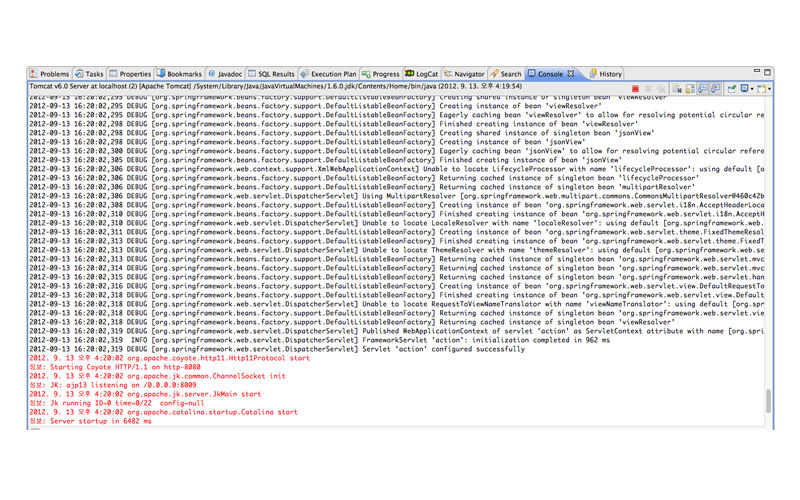 Problems Tasks Properties Bookmarks Javadoc SQL Results Execution Plan Progress LogCat Navigator Search Console History
Tomcat v6.0 Server at localhost (2) [Apache Tomcat] /System/Library/Java/JavaVirtualMachines/1.6.0.jdk/Contents/Home/bin/java (2012. 9. 13. 오후 4:19:54)
2012-09-13 16:20:02,293 DEBUG [org.springframework.beans.factory.support.DefaultListableBeanFactory] Creating shared instance of singleton bean 'viewResolver'
2012-09-13 16:20:02,295 DEBUG [org.springframework.beans.factory.support.DefaultListableBeanFactory] Creating instance of bean 'viewResolver'
2012-09-13 16:20:02,295 DEBUG [org.springframework.beans.factory.support.DefaultListableBeanFactory] Eagerly caching bean 'viewResolver' to allow for resolving potential circular re
2012-09-13 16:20:02,298 DEBUG [org.springframework.beans.factory.support.DefaultListableBeanFactory] Finished creating instance of bean 'viewResolver'
2012-09-13 16:20:02,298 DEBUG [org.springframework.beans.factory.support.DefaultListableBeanFactory] Creating shared instance of singleton bean 'jsonView'
2012-09-13 16:20:02,298 DEBUG [org.springframework.beans.factory.support.DefaultListableBeanFactory] Creating instance of bean 'jsonView'
2012-09-13 16:20:02,300 DEBUG [org.springframework.beans.factory.support.DefaultListableBeanFactory] Eagerly caching bean 'jsonView' to allow for resolving potential circular refere
2012-09-13 16:20:02,305 DEBUG [org.springframework.beans.factory.support.DefaultListableBeanFactory] Finished creating instance of bean 'jsonView'
2012-09-13 16:20:02,305 DEBUG [org.springframework.web.context.support.XmlWebApplicationContext] Unable to locate LifecycleProcessor with name 'lifecycleProcessor': using default [o
2012-09-13 16:20:02,306 DEBUG [org.springframework.beans.factory.support.DefaultListableBeanFactory] Returning cached instance of singleton bean 'lifecycleProcessor'
2012-09-13 16:20:02,306 DEBUG [org.springframework.beans.factory.support.DefaultListableBeanFactory] Returning cached instance of singleton bean 'multipartResolver'
2012-09-13 16:20:02,306 DEBUG [org.springframework.web.servlet.DispatcherServlet] Using MultipartResolver [org.springframework.web.multipart.commons.CommonsMultipartResolver@460c42b
2012-09-13 16:20:02,308 DEBUG [org.springframework.beans.factory.support.DefaultListableBeanFactory] Creating instance of bean 'org.springframework.web.servlet.i18n.AcceptHeaderLocal
2012-09-13 16:20:02,310 DEBUG [org.springframework.beans.factory.support.DefaultListableBeanFactory] Finished creating instance of bean 'org.springframework.web.servlet.i18n.AcceptH
2012-09-13 16:20:02,310 DEBUG [org.springframework.web.servlet.DispatcherServlet] Unable to locate LocaleResolver with name 'localeResolver': using default [org.springframework.web.
2012-09-13 16:20:02,311 DEBUG [org.springframework.beans.factory.support.DefaultListableBeanFactory] Creating instance of bean 'org.springframework.web.servlet.theme.FixedThemeResol
2012-09-13 16:20:02,313 DEBUG [org.springframework.beans.factory.support.DefaultListableBeanFactory] Finished creating instance of bean 'org.springframework.web.servlet.theme.FixedT
2012-09-13 16:20:02,313 DEBUG [org.springframework.web.servlet.DispatcherServlet] Unable to locate ThemeResolver with name 'themeResolver': using default [org.springframework.web.se
2012-09-13 16:20:02,313 DEBUG [org.springframework.beans.factory.support.DefaultListableBeanFactory] Returning cached instance of singleton bean 'org.springframework.web.servlet.mvc
2012-09-13 16:20:02,314 DEBUG [org.springframework.beans.factory.support.DefaultListableBeanFactory] Returning cached instance of singleton bean 'org.springframework.web.servlet.mvc
2012-09-13 16:20:02,315 DEBUG [org.springframework.beans.factory.support.DefaultListableBeanFactory] Returning cached instance of singleton bean 'org.springframework.web.servlet.mvc
2012-09-13 16:20:02,316 DEBUG [org.springframework.beans.factory.support.DefaultListableBeanFactory] Creating instance of bean 'org.springframework.web.servlet.view.DefaultRequestTo
2012-09-13 16:20:02,318 DEBUG [org.springframework.beans.factory.support.DefaultListableBeanFactory] Finished creating instance of bean 'org.springframework.web.servlet.view.Default
2012-09-13 16:20:02,318 DEBUG [org.springframework.web.servlet.DispatcherServlet] Unable to locate RequestToViewNameTranslator with name 'viewNameTranslator': using default [org.spr
2012-09-13 16:20:02,318 DEBUG [org.springframework.beans.factory.support.DefaultListableBeanFactory] Returning cached instance of singleton bean 'org.springframework.web.servlet.vie
2012-09-13 16:20:02,318 DEBUG [org.springframework.beans.factory.support.DefaultListableBeanFactory] Returning cached instance of singleton bean 'viewResolver'
2012-09-13 16:20:02,319 DEBUG [org.springframework.web.servlet.DispatcherServlet] Published WebApplicationContext of servlet 'action' as ServletContext attribute with name [org.spri
2012-09-13 16:20:02,319 INFO [org.springframework.web.servlet.DispatcherServlet] FrameworkServlet 'action': initialization completed in 962 ms
2012-09-13 16:20:02,319 DEBUG [org.springframework.web.servlet.DispatcherServlet] Servlet 'action' configured successfully
2012. 9. 13 오후 4:20:02 org.apache.coyote.http11.Http11Protocol start
정보: Starting Coyote HTTP/1.1 on http-8080
2012. 9. 13 오후 4:20:02 org.apache.jk.common.ChannelSocket init
정보: JK: ajp13 listening on /0.0.0.0:8009
2012. 9. 13 오후 4:20:02 org.apache.jk.server.JkMain start
정보: Jk running ID=0 time=0/22 config=null
2012. 9. 13 오후 4:20:02 org.apache.catalina.startup.Catalina start
정보: Server startup in 6482 ms